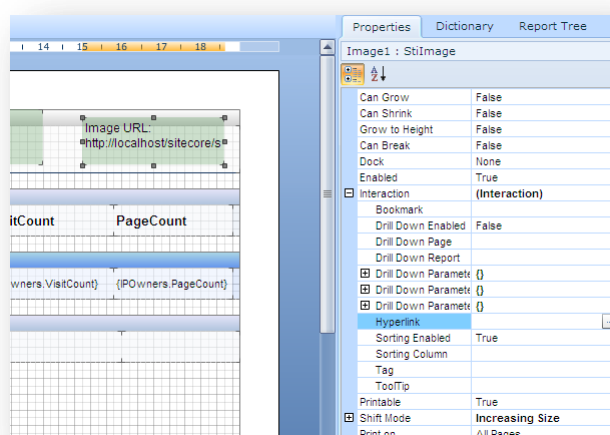 Properties Dictionary Report Tree
Image1 : StiImage
14 15 16 17 18
Can Grow False
Can Shrink False
Grow to Height False
Can Break False
Dock None
Enabled True
Interaction (Interaction)
Bookmark
Drill Down Enabled False
Drill Down Page
Drill Down Report
Drill Down Paramete {}
Drill Down Paramete {}
Drill Down Paramete {}
Hyperlink ...
Sorting Enabled True
Sorting Column
Tag
ToolTip
Printable True
Shift Mode Increasing Size
Print on All Pages
Image URL:
http://localhost/sitecore/s
itCount PageCount
wners.VisitCount} {IPOwners.PageCount}